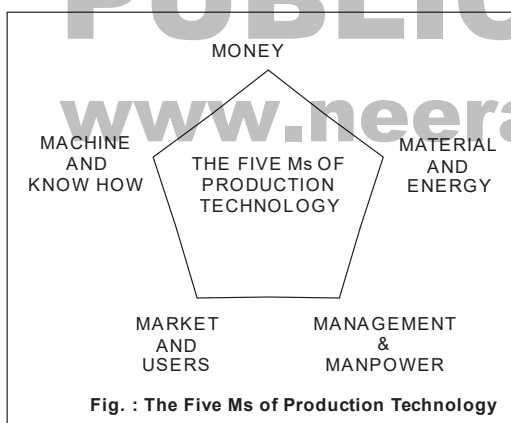 PUBLIC
www.neera
MONEY
MACHINE
AND
KNOW HOW
THE FIVE Ms OF
PRODUCTION
TECHNOLOGY
MATERIAL
AND
ENERGY
MARKET
AND
USERS
MANAGEMENT
&
MANPOWER
Fig. : The Five Ms of Production Technology